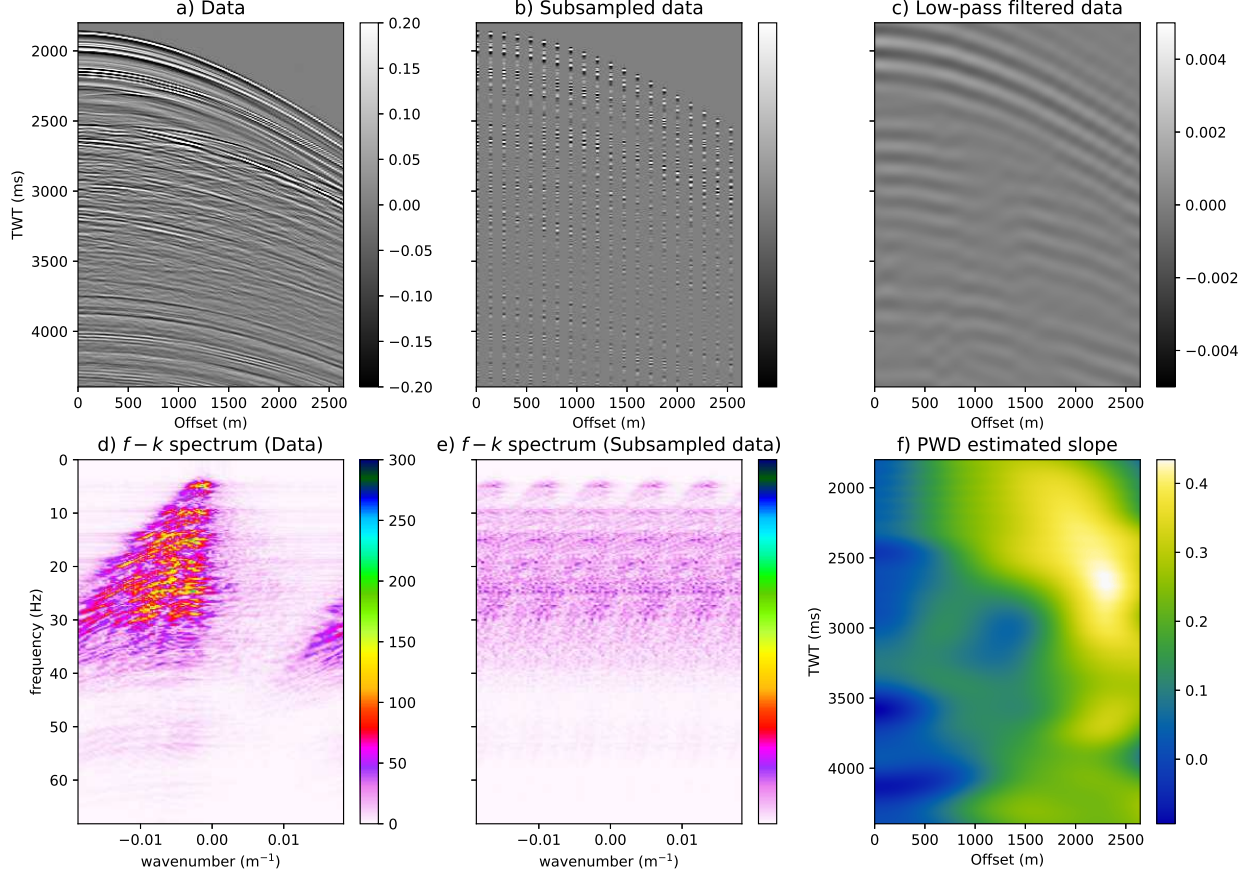 a) Data
b) Subsampled data
c) Low-pass filtered data
2000
2500
3000
3500
4000
TWT (ms)
0 500 1000 1500 2000 2500
Offset (m)
0.20
0.15
0.10
0.05
0.00
−0.05
−0.10
−0.15
−0.20
0 500 1000 1500 2000 2500
Offset (m)
0 500 1000 1500 2000 2500
Offset (m)
0.004
0.002
0.000
−0.002
−0.004
d) f − k spectrum (Data)
e) f − k spectrum (Subsampled data)
f) PWD estimated slope
0
10
20
30
40
50
60
frequency (Hz)
−0.01 0.00 0.01
wavenumber (m⁻¹)
300
250
200
150
100
50
0
−0.01 0.00 0.01
wavenumber (m⁻¹)
2000
2500
3000
3500
4000
TWT (ms)
0 500 1000 1500 2000 2500
Offset (m)
0.4
0.3
0.2
0.1
0.0